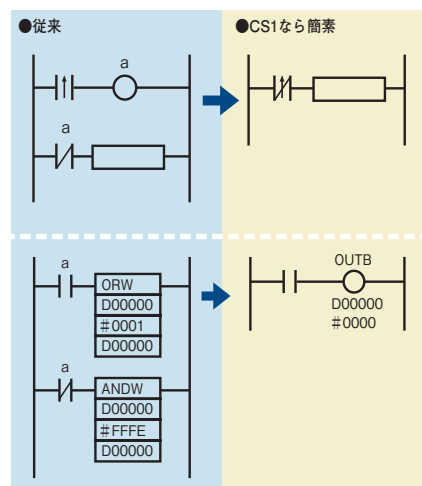 ●従来
●CS1なら簡素
a
a
a
ORW
D00000
#0001
D00000
OUTB
D00000
#0000
a
ANDW
D00000
#FFFE
D00000